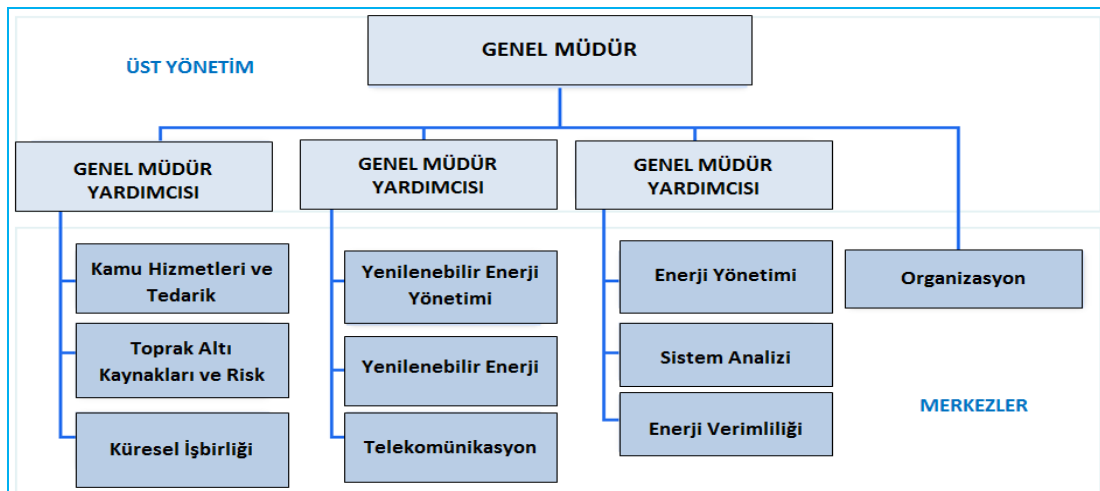 GENEL MÜDÜR
ÜST YÖNETİM
GENEL MÜDÜR
YARDIMCISI
GENEL MÜDÜR
YARDIMCISI
GENEL MÜDÜR
YARDIMCISI
Kamu Hizmetleri ve
Tedarik
Toprak Altı
Kaynakları ve Risk
Küresel İşbirliği
Yenilenebilir Enerji
Yönetimi
Yenilenebilir Enerji
Telekomünikasyon
Enerji Yönetimi
Sistem Analizi
Enerji Verimliliği
Organizasyon
MERKEZLER